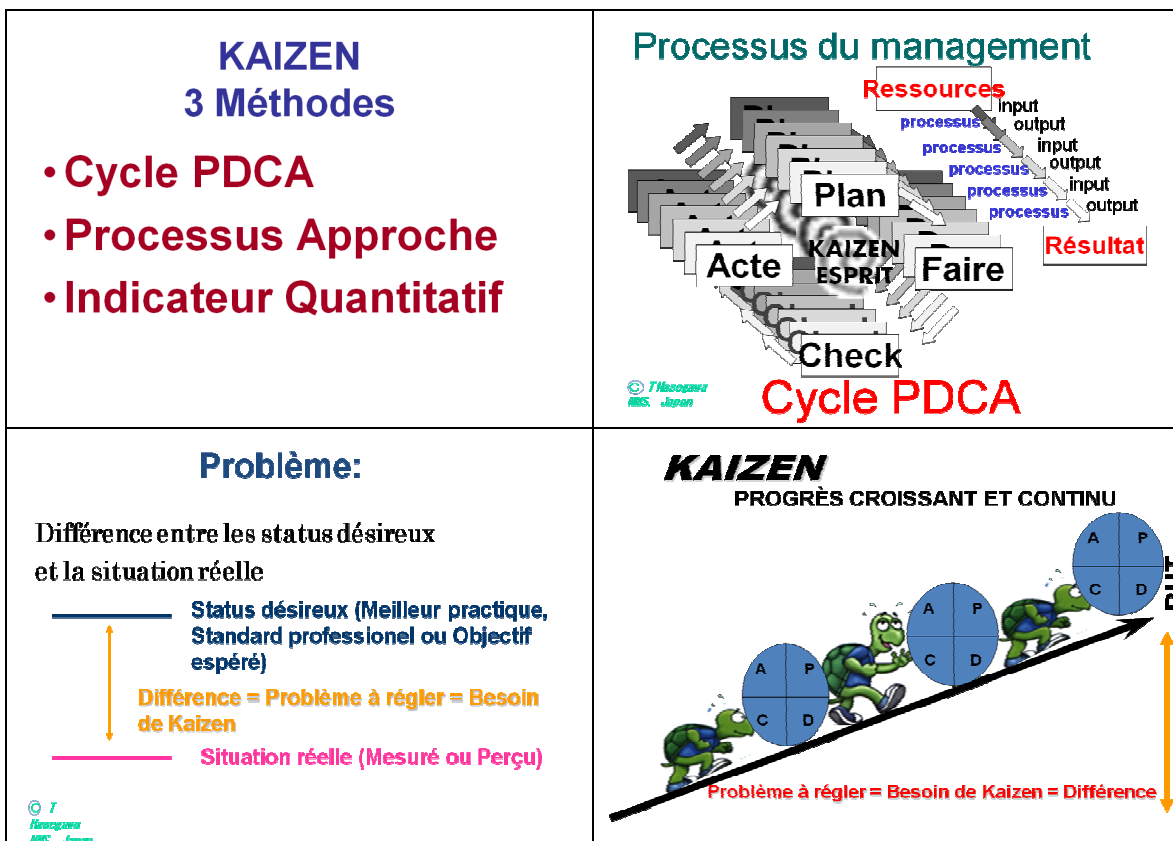 KAIZEN
3 Méthodes
• Cycle PDCA
• Processus Approche
• Indicateur Quantitatif
Processus du management
Ressources
input
processus
output
processus
input
processus
output
processus
input
processus
output
Résultat
Plan
KAIZEN
ESPRIT
Acte
Faire
Check
Cycle PDCA
© T Hasegawa
Japan
Problème:
Différence entre les status désireux
et la situation réelle
Status désireux (Meilleur practique,
Standard professionel ou Objectif
espéré)
Différence = Problème à régler = Besoin
de Kaizen
Situation réelle (Mesuré ou Perçu)
© T
KAIZEN
PROGRÈS CROISSANT ET CONTINU
A P
C D
A P
C D
A P
C D
Problème à régler = Besoin de Kaizen = Différence